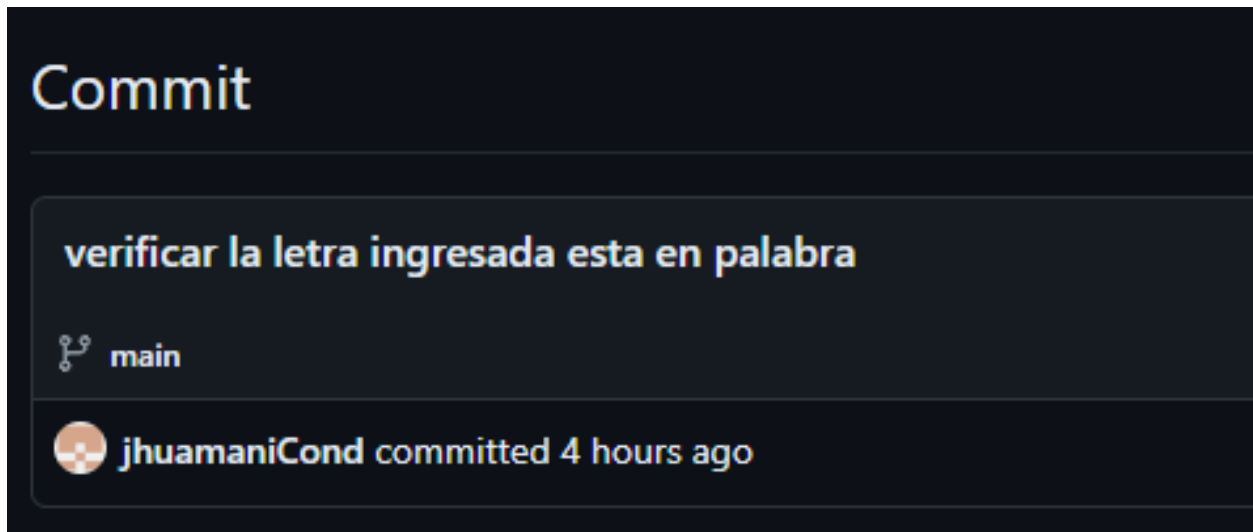 Commit
verificar la letra ingresada esta en palabra
main
jhuamaniCond committed 4 hours ago